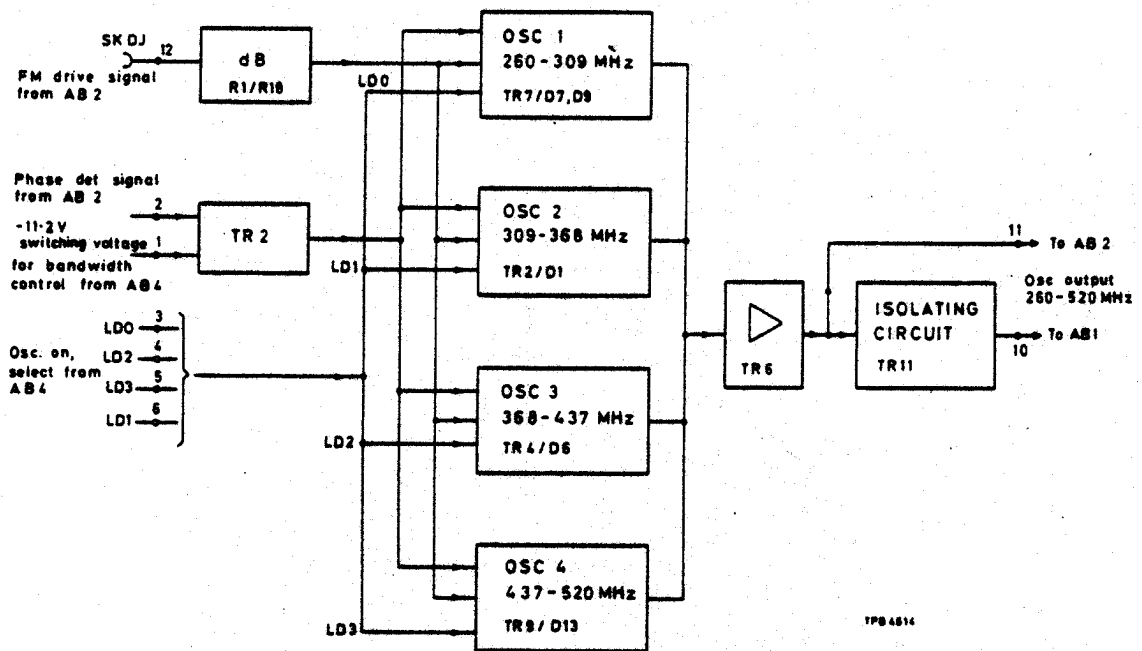 SK DJ
12
FM drive signal
from AB 2
dB
R1/R18
LD0
OSC 1
260-309 MHz
TR7/D7,D9
Phase det signal
from AB 2
2
-11·2 V
switching voltage
1
for bandwidth
control from AB4
TR 2
LD1
OSC 2
309-368 MHz
TR2/D1
LD0
3
LD2
4
LD3
5
LD1
6
Osc. on,
select from
AB4
LD2
OSC 3
368-437 MHz
TR4/D6
LD3
OSC 4
437-520 MHz
TR9/D13
TR6
11
To AB 2
Osc output
260-520 MHz
ISOLATING
CIRCUIT
TR11
To AB1
10
TPB 4614